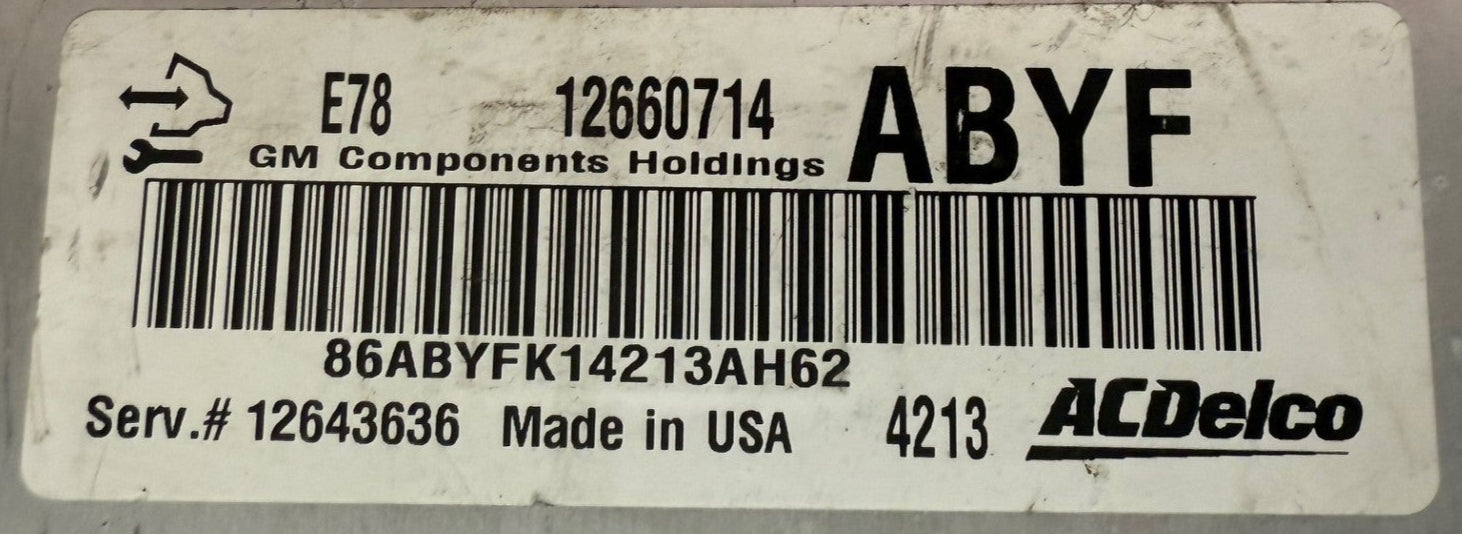 E78 12660714 ABYF
GM Components Holdings
86ABYFK14213AH62
Serv.# 12643636 Made in USA 4213 ACDelco